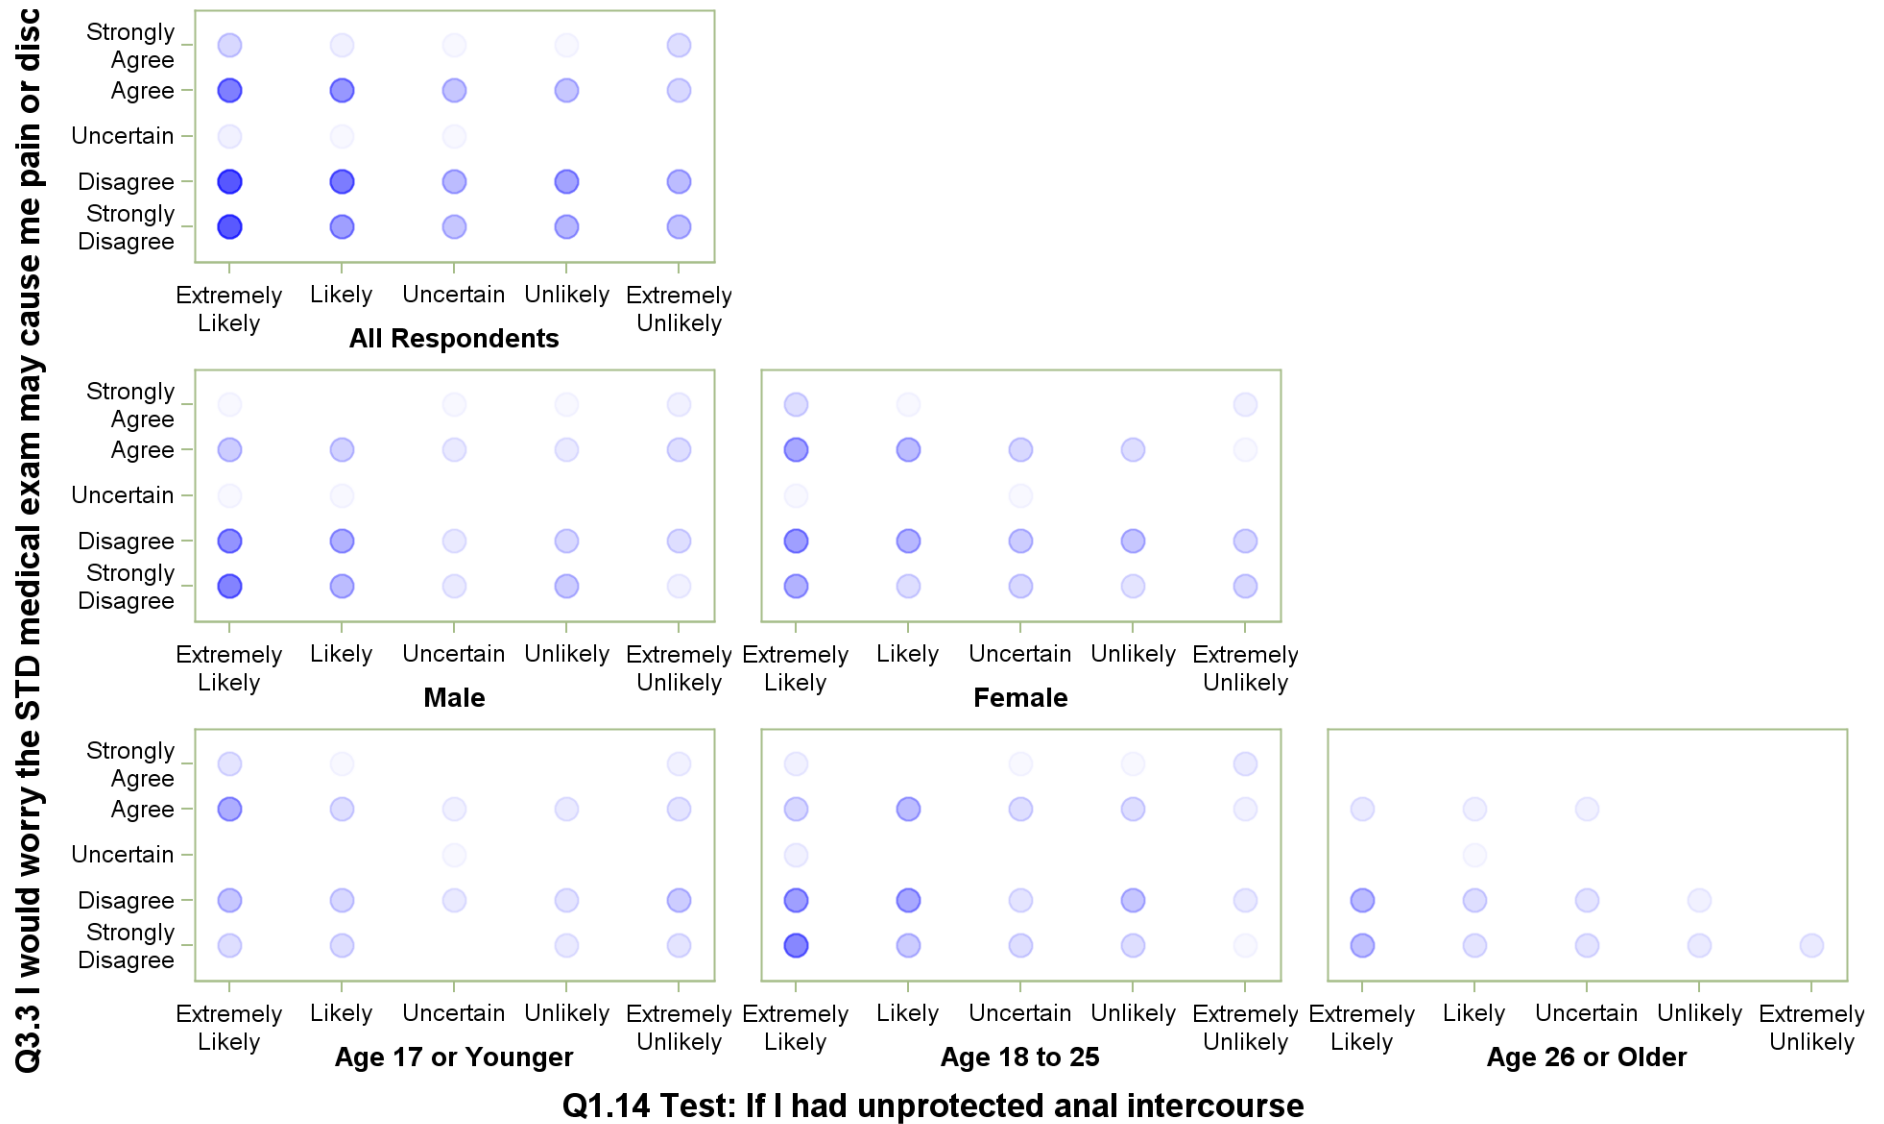 Q3.3 I would worry the STD medical exam may cause me pain or disc
Strongly
Agree
Agree
Uncertain
Disagree
Strongly
Disagree
Extremely
Likely
Likely
Uncertain
Unlikely
Extremely
Unlikely
All Respondents
Strongly
Agree
Agree
Uncertain
Disagree
Strongly
Disagree
Extremely
Likely
Likely
Uncertain
Unlikely
Extremely
Unlikely
Male
Extremely
Likely
Likely
Uncertain
Unlikely
Extremely
Unlikely
Female
Strongly
Agree
Agree
Uncertain
Disagree
Strongly
Disagree
Extremely
Likely
Likely
Uncertain
Unlikely
Extremely
Unlikely
Age 17 or Younger
Extremely
Likely
Likely
Uncertain
Unlikely
Extremely
Unlikely
Age 18 to 25
Extremely
Likely
Likely
Uncertain
Unlikely
Extremely
Unlikely
Age 26 or Older
Q1.14 Test: If I had unprotected anal intercourse